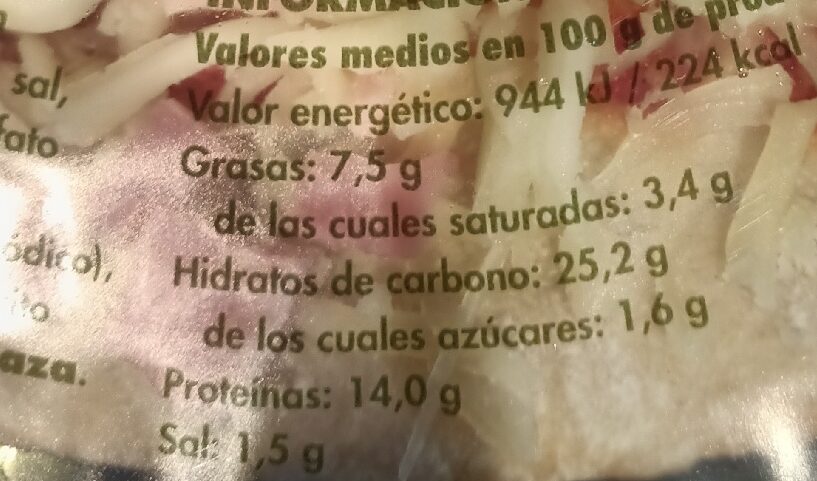 Valores medios en 100 g de
sal,
Valor energético: 944 kJ / 224 kcal
Grasas: 7,5 g
de las cuales saturadas: 3,4 g
Hidratos de carbono: 25,2 g
de los cuales azúcares: 1,6 g
aza.
Proteínas: 14,0 g
Sal: 1,5 g